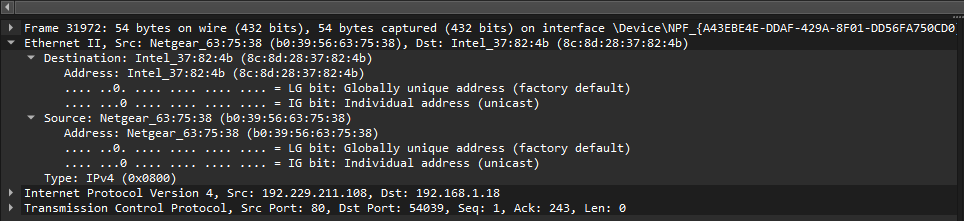 Frame 31972: 54 bytes on wire (432 bits), 54 bytes captured (432 bits) on interface \Device\NPF_{A43EBE4E-DDAF-429A-8F01-DD56FA750CD0
Ethernet II, Src: Netgear_63:75:38 (b0:39:56:63:75:38), Dst: Intel_37:82:4b (8c:8d:28:37:82:4b)
Destination: Intel_37:82:4b (8c:8d:28:37:82:4b)
Address: Intel_37:82:4b (8c:8d:28:37:82:4b)
.... ..0. .... .... .... .... = LG bit: Globally unique address (factory default)
.... ...0 .... .... .... .... = IG bit: Individual address (unicast)
Source: Netgear_63:75:38 (b0:39:56:63:75:38)
Address: Netgear_63:75:38 (b0:39:56:63:75:38)
.... ..0. .... .... .... .... = LG bit: Globally unique address (factory default)
.... ...0 .... .... .... .... = IG bit: Individual address (unicast)
Type: IPv4 (0x0800)
Internet Protocol Version 4, Src: 192.229.211.108, Dst: 192.168.1.18
Transmission Control Protocol, Src Port: 80, Dst Port: 54039, Seq: 1, Ack: 243, Len: 0